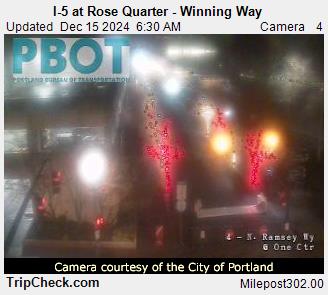 I-5 at Rose Quarter - Winning Way
Updated Dec 15 2024 6:30 AM Camera 4
PBOT
PORTLAND BUREAU OF TRANSPORTATION
4 - N. Ramsey Wy
@ One Ctr
Camera courtesy of the City of Portland
TripCheck.com Milepost302.00